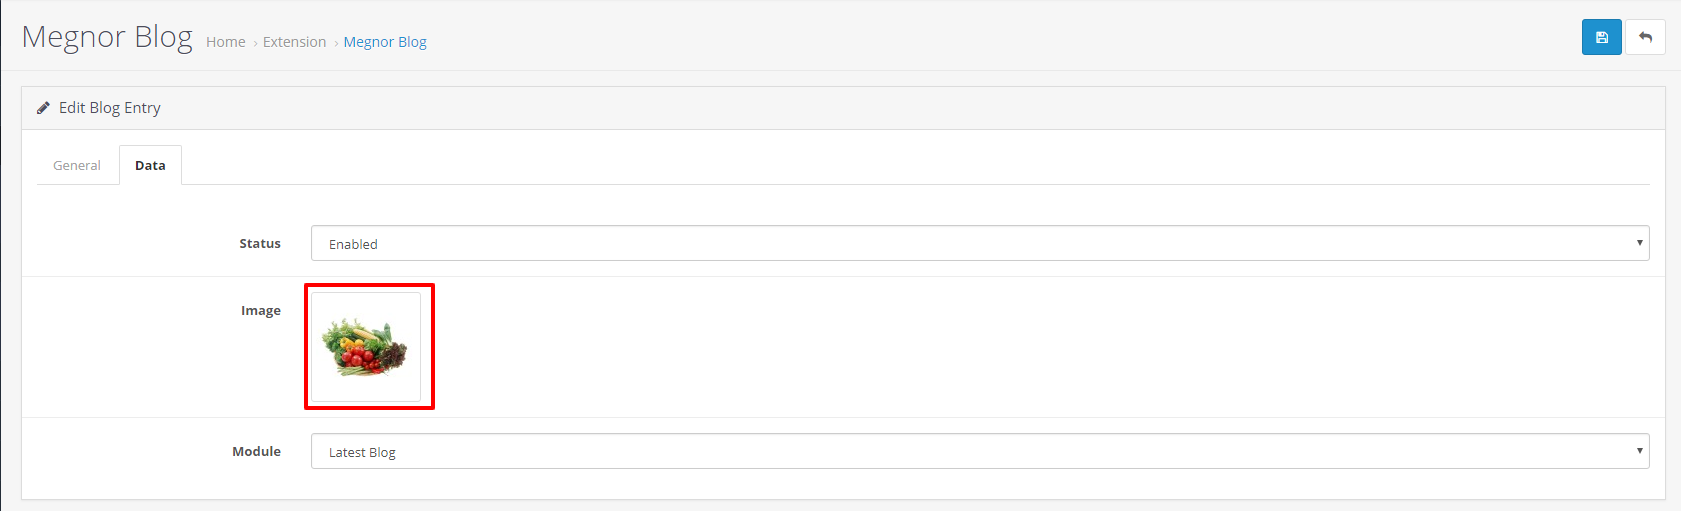 Megnor Blog Home › Extension › Megnor Blog
Edit Blog Entry
General Data
Status Enabled
Image
Module Latest Blog